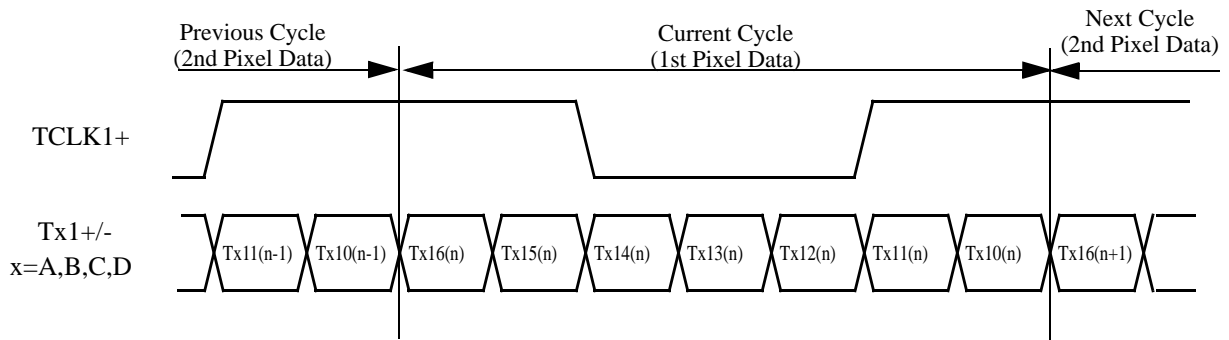 Previous Cycle
(2nd Pixel Data)
Current Cycle
(1st Pixel Data)
Next Cycle
(2nd Pixel Data)
TCLK1+
Tx1+/-
x=A,B,C,D
Tx11(n-1) Tx10(n-1) Tx16(n) Tx15(n) Tx14(n) Tx13(n) Tx12(n) Tx11(n) Tx10(n) Tx16(n+1)